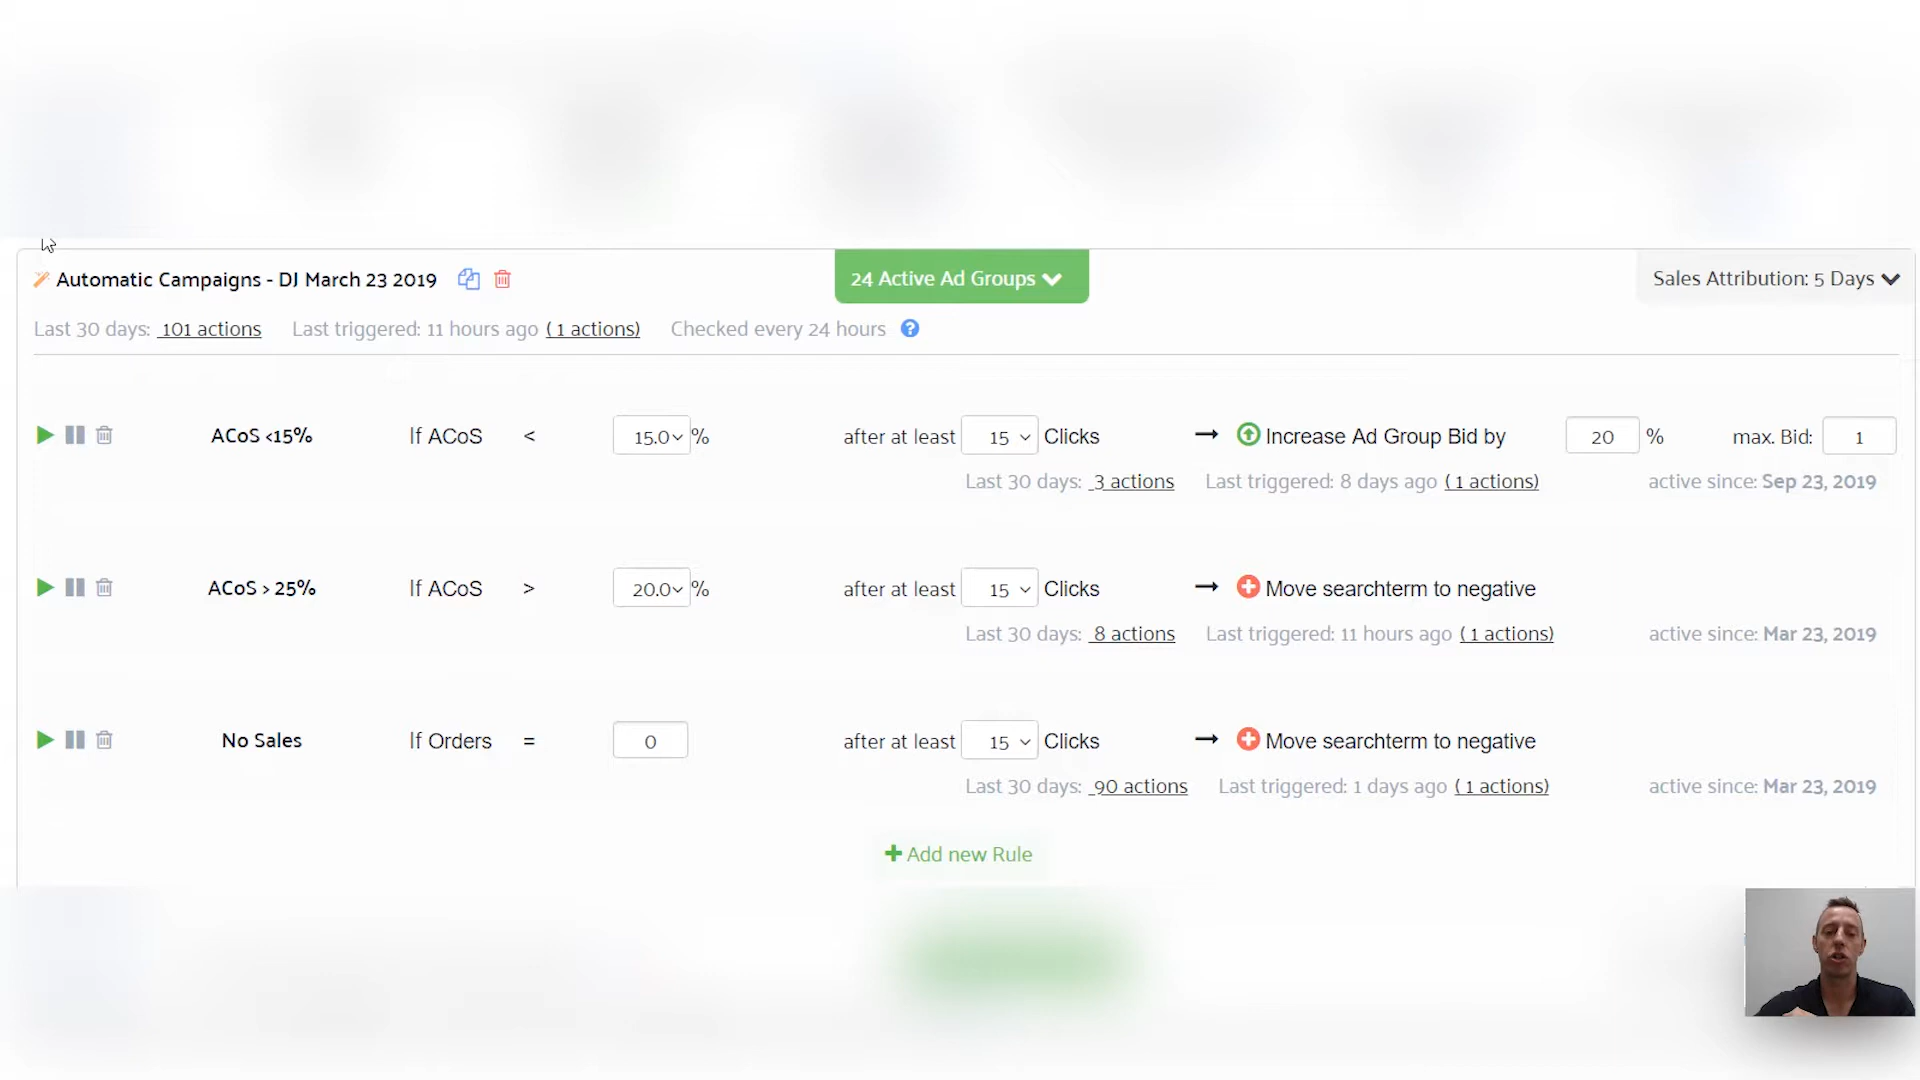 Automatic Campaigns - DJ March 23 2019 24 Active Ad Groups Sales Attribution: 5 Days
Last 30 days: 101 actions Last triggered: 11 hours ago ( 1 actions) Checked every 24 hours ?
ACoS <15% If ACoS < 15.0 % after at least 15 Clicks → Increase Ad Group Bid by 20 % max. Bid: 1
Last 30 days: 3 actions Last triggered: 8 days ago ( 1 actions) active since: Sep 23, 2019
ACoS > 25% If ACoS > 20.0 % after at least 15 Clicks → Move searchterm to negative
Last 30 days: 8 actions Last triggered: 11 hours ago ( 1 actions) active since: Mar 23, 2019
No Sales If Orders = 0 after at least 15 Clicks → Move searchterm to negative
Last 30 days: 90 actions Last triggered: 1 days ago ( 1 actions) active since: Mar 23, 2019
+ Add new Rule